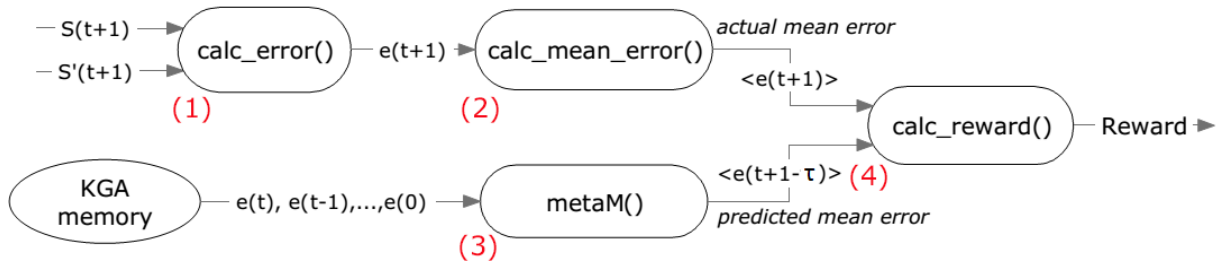 S(t+1)
S'(t+1)
calc_error()
(1)
e(t+1)
calc_mean_error()
(2)
actual mean error
<e(t+1)>
calc_reward()
(4)
Reward
KGA
memory
e(t), e(t-1),...,e(0)
metaM()
(3)
<e(t+1-τ)>
predicted mean error